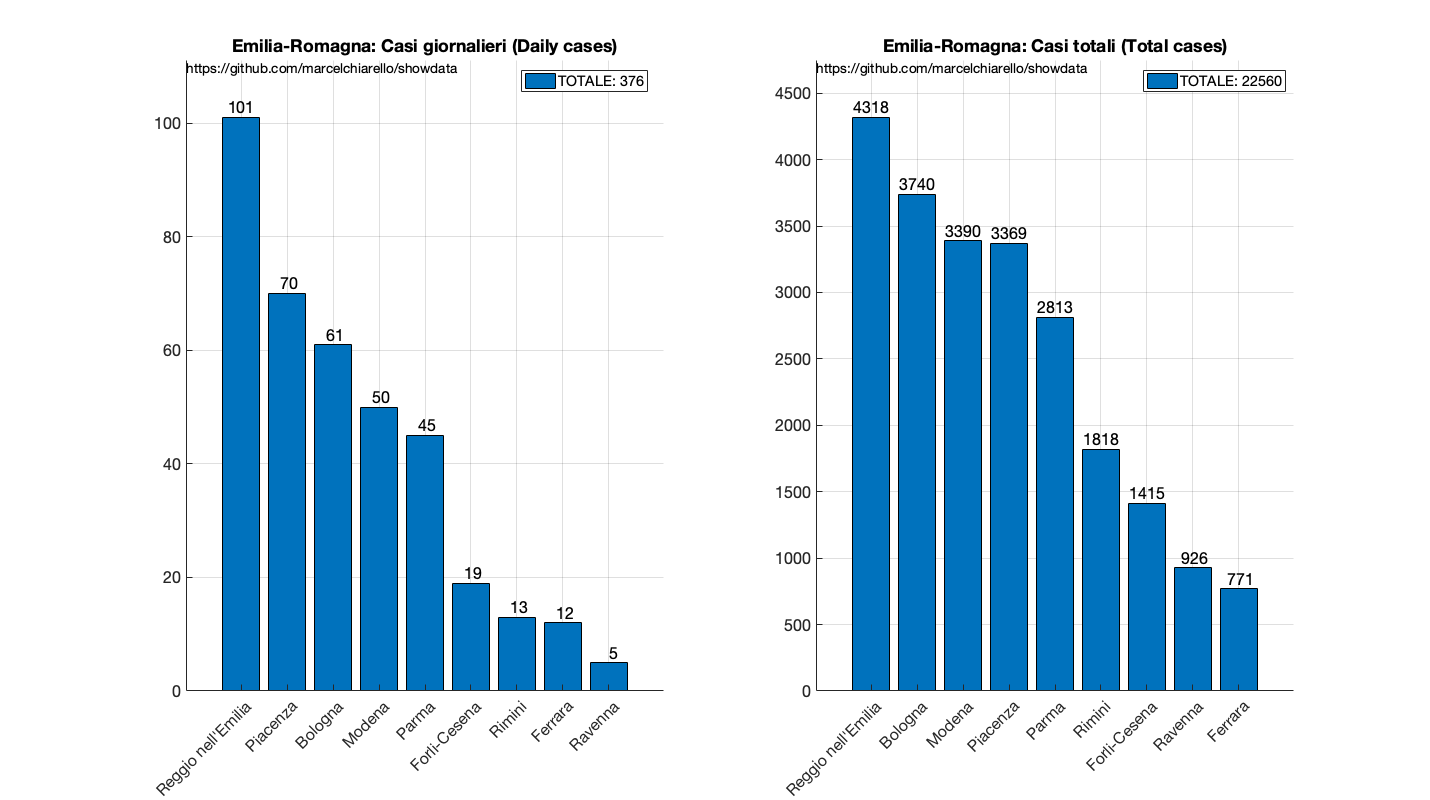 Emilia-Romagna: Casi giornalieri (Daily cases)
https://github.com/marcelchiarello/showdata
TOTALE: 376
100
80
60
40
20
0
101
70
61
50
45
19
13
12
5
Reggio nell'Emilia
Piacenza
Bologna
Modena
Parma
Forlì-Cesena
Rimini
Ferrara
Ravenna
Emilia-Romagna: Casi totali (Total cases)
https://github.com/marcelchiarello/showdata
TOTALE: 22560
4500
4000
3500
3000
2500
2000
1500
1000
500
0
4318
3740
3390
3369
2813
1818
1415
926
771
Reggio nell'Emilia
Bologna
Modena
Piacenza
Parma
Rimini
Forlì-Cesena
Ravenna
Ferrara